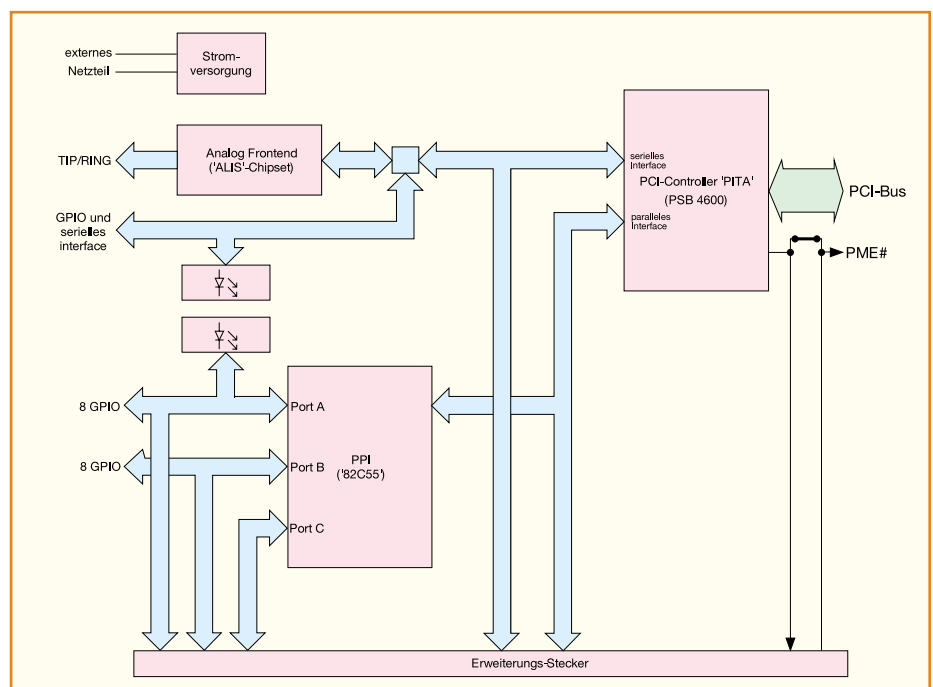 externes
Netzteil
Strom-
versorgung
TIP/RING
Analog Frontend
('ALIS'-Chipset)
serielles
Interface
PCI-Controller 'PITA'
(PSB 4600)
paralleles
Interface
PCI-Bus
PME#
GPIO und
serielles
interface
8 GPIO
Port A
8 GPIO
Port B
PPI
('82C55')
Port C
Erweiterungs-Stecker